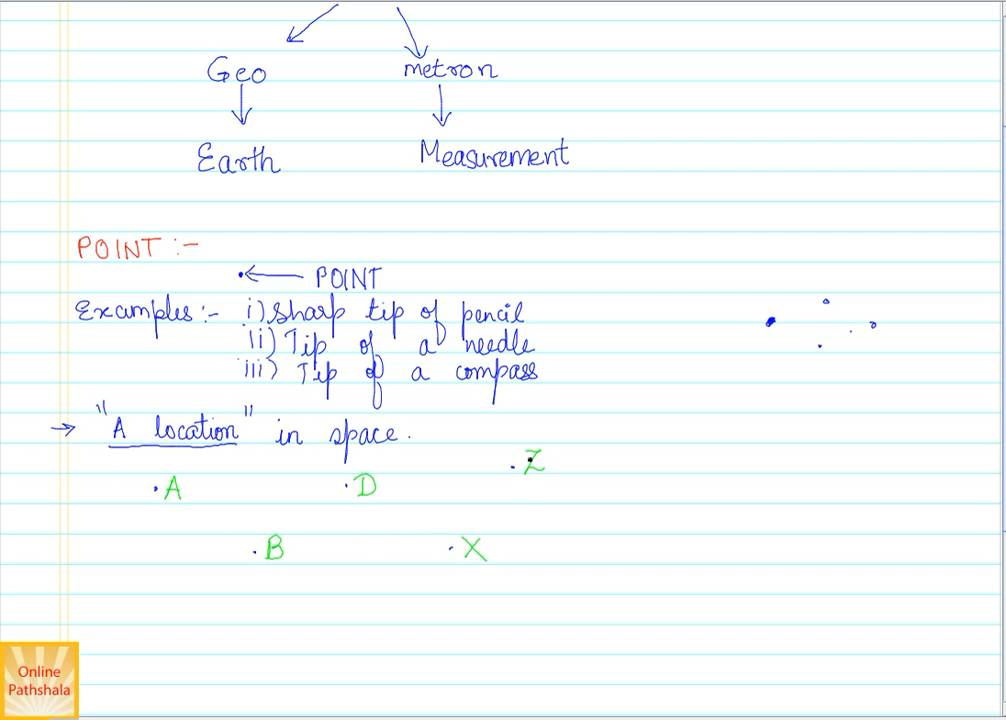 Geo metron
Earth Measurement
POINT :-
POINT
Examples :- i) Sharp tip of pencil
ii) Tip of a needle
iii) Tip of a compass
→ "A location" in space.
Z
A D
B X
Online
Pathshala